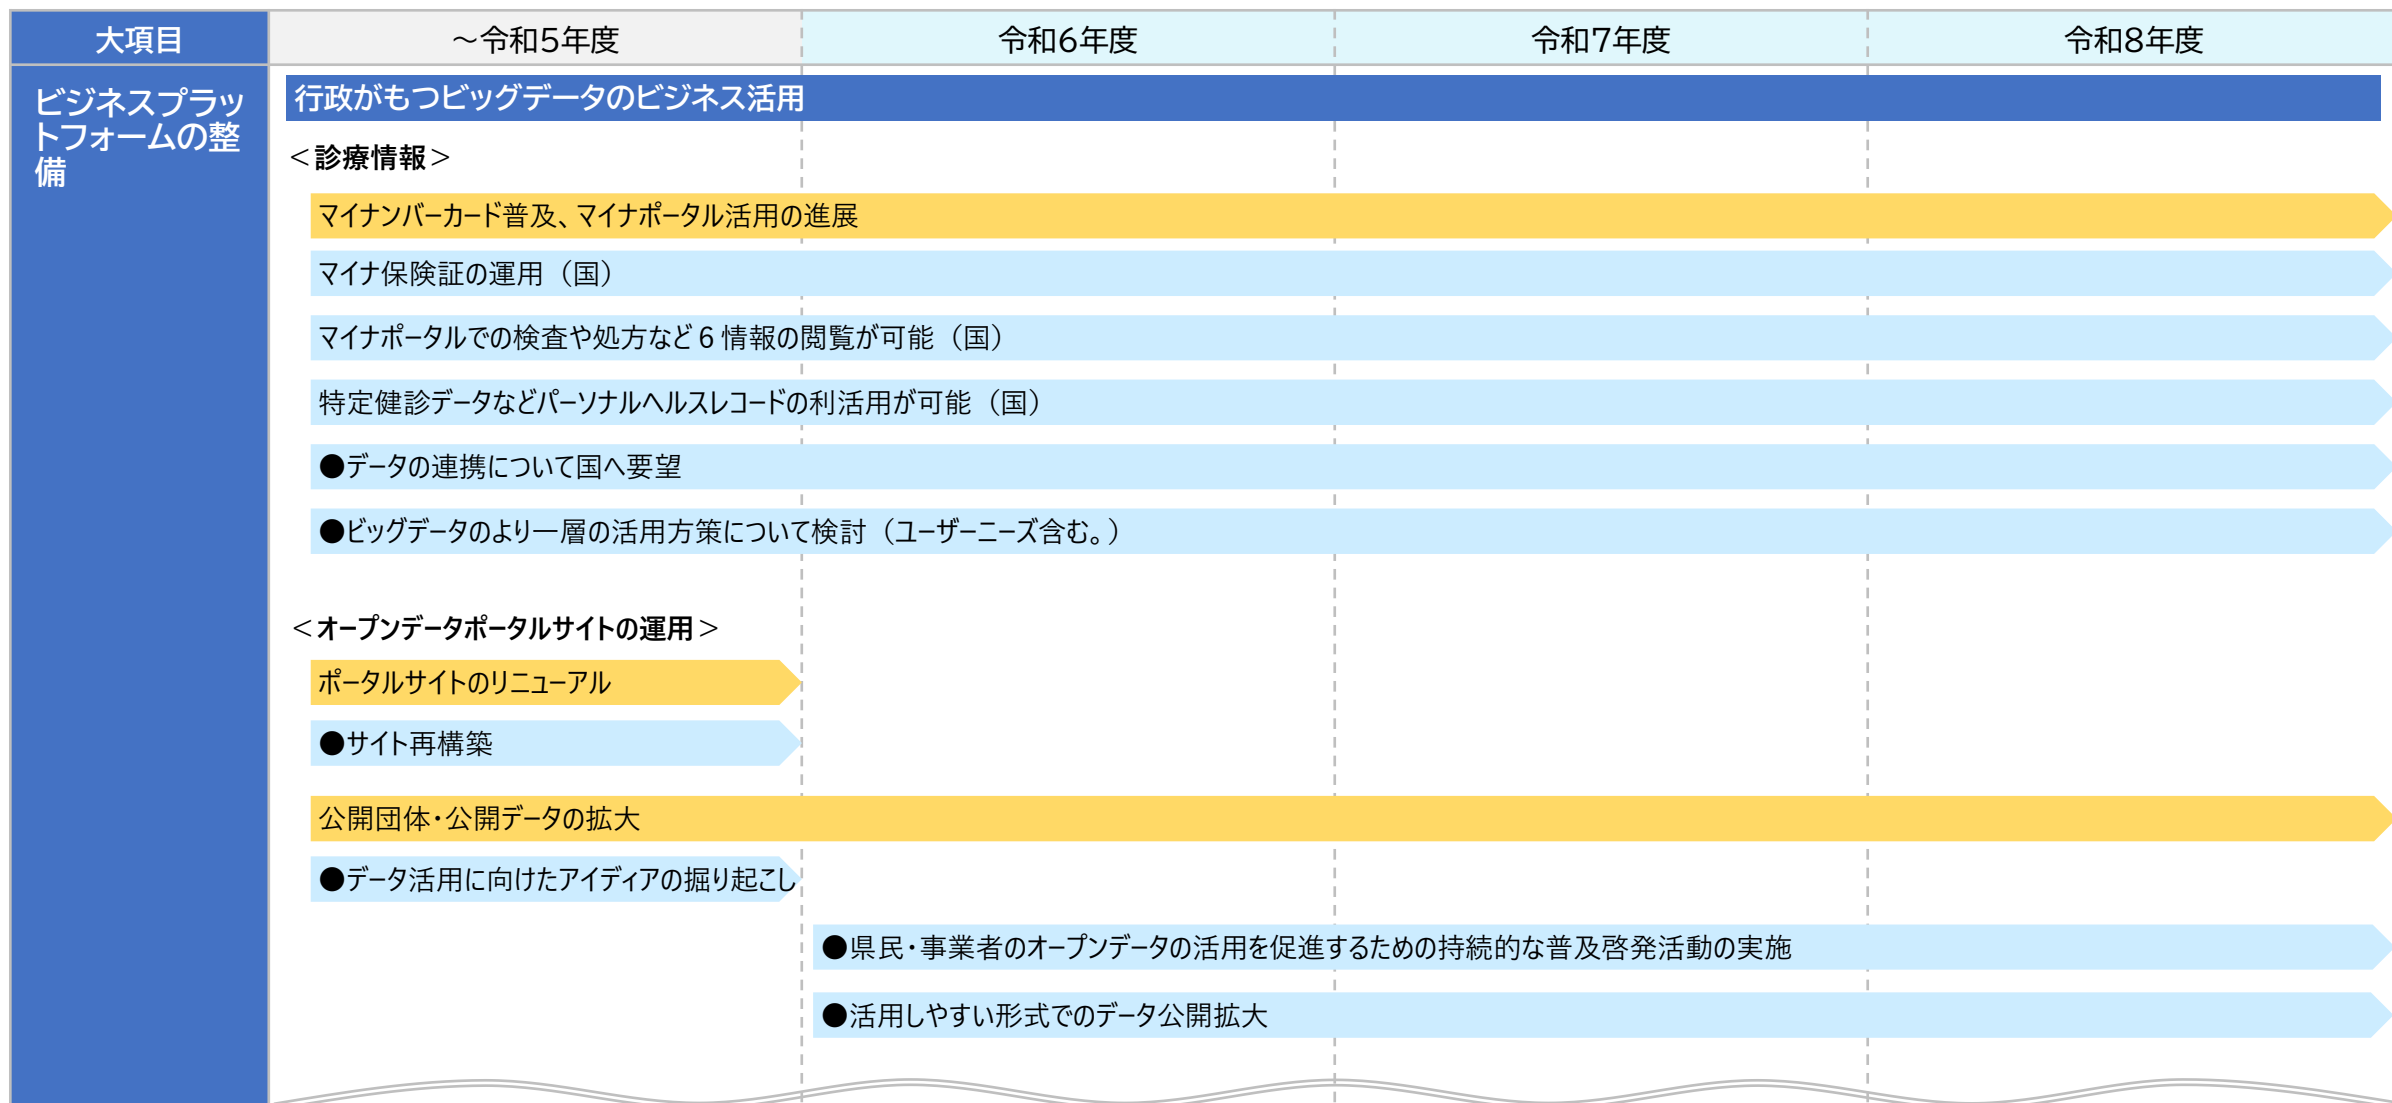 大項目
～令和5年度
令和6年度
令和7年度
令和8年度
ビジネスプラッ
トフォームの整
備
行政がもつビッグデータのビジネス活用
＜診療情報＞
マイナンバーカード普及、マイナポータル活用の進展
マイナ保険証の運用（国）
マイナポータルでの検査や処方など６情報の閲覧が可能（国）
特定健診データなどパーソナルヘルスレコードの利活用が可能（国）
●データの連携について国へ要望
●ビッグデータのより一層の活用方策について検討（ユーザーニーズ含む。）
＜オープンデータポータルサイトの運用＞
ポータルサイトのリニューアル
●サイト再構築
公開団体・公開データの拡大
●データ活用に向けたアイディアの掘り起こし
●県民・事業者のオープンデータの活用を促進するための持続的な普及啓発活動の実施
●活用しやすい形式でのデータ公開拡大